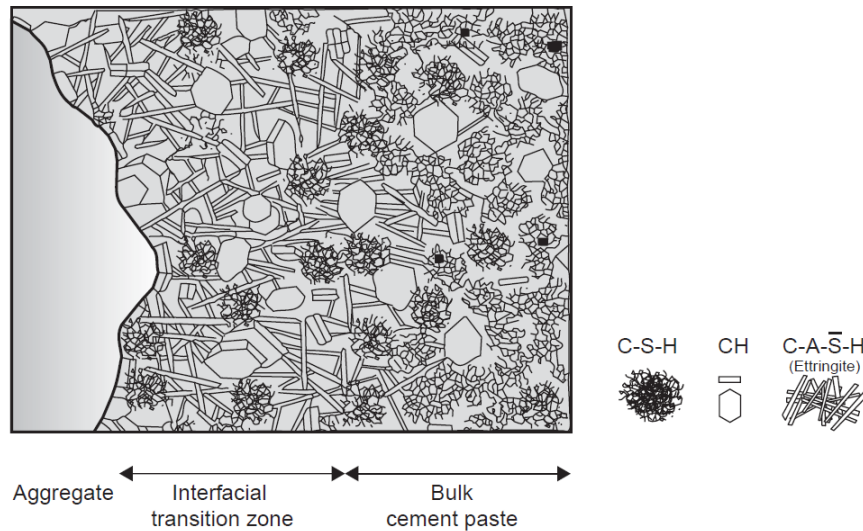 C-S-H CH C-A-S̅-H
(Ettringite)
Aggregate Interfacial Bulk
transition zone cement paste